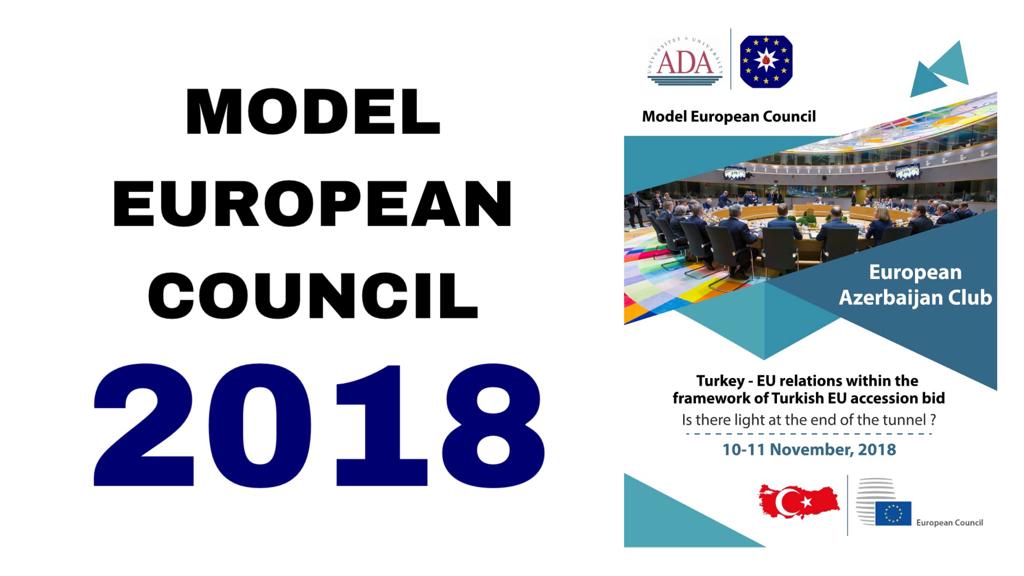 MODEL
EUROPEAN
COUNCIL
2018
UNIVERSITETI • UNIVERSITY
ADA
Model European Council
European
Azerbaijan Club
Turkey - EU relations within the
framework of Turkish EU accession bid
Is there light at the end of the tunnel ?
10-11 November, 2018
European Council